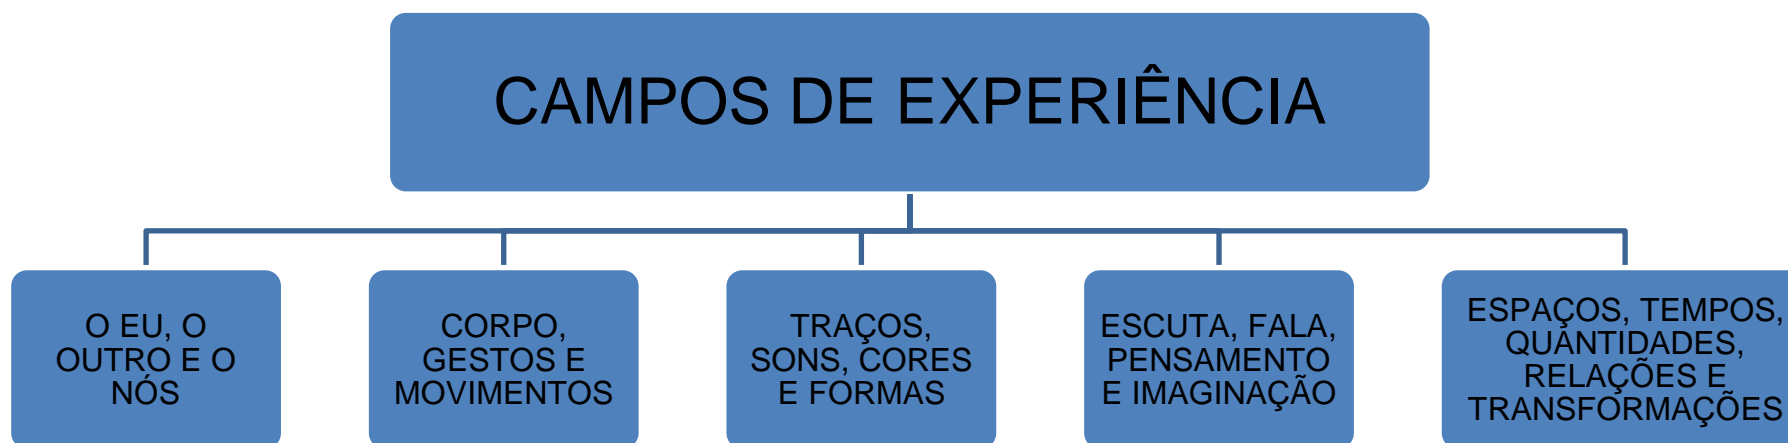 CAMPOS DE EXPERIÊNCIA
O EU, O
OUTRO E O
NÓS
CORPO,
GESTOS E
MOVIMENTOS
TRAÇOS,
SONS, CORES
E FORMAS
ESCUTA, FALA,
PENSAMENTO
E IMAGINAÇÃO
ESPAÇOS, TEMPOS,
QUANTIDADES,
RELAÇÕES E
TRANSFORMAÇÕES